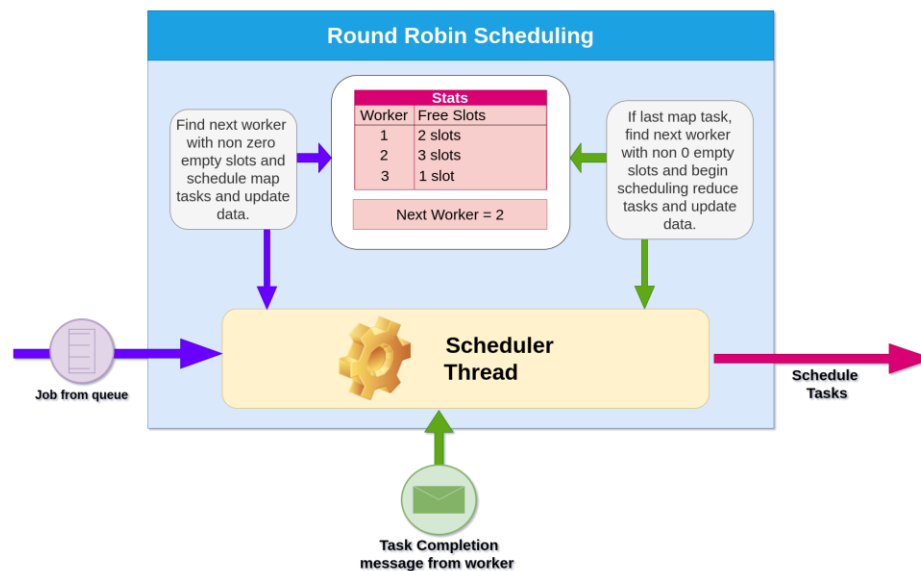 Round Robin Scheduling
Find next worker
with non zero
empty slots and
schedule map
tasks and update
data.
Stats
Worker Free Slots
1 2 slots
2 3 slots
3 1 slot
Next Worker = 2
If last map task,
find next worker
with non 0 empty
slots and begin
scheduling reduce
tasks and update
data.
Job from queue
Scheduler
Thread
Schedule
Tasks
Task Completion
message from worker